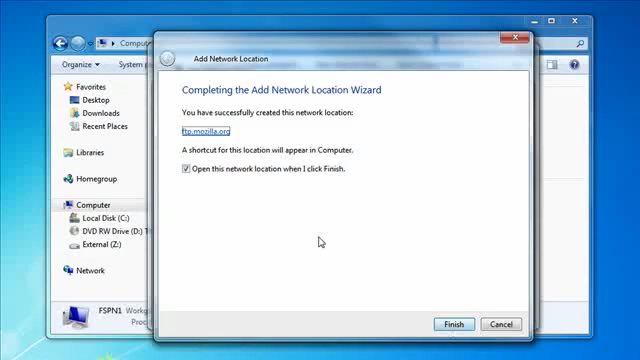 Computer
Add Network Location
Organize
System
Favorites
Desktop
Downloads
Recent Places
Libraries
Homegroup
Computer
Local Disk (C:)
DVD RW Drive (D:)
External (Z:)
Network
Completing the Add Network Location Wizard
You have successfully created this network location:
ftp.mozilla.org
A shortcut for this location will appear in Computer.
Open this network location when I click Finish.
FSPN1
Finish
Cancel